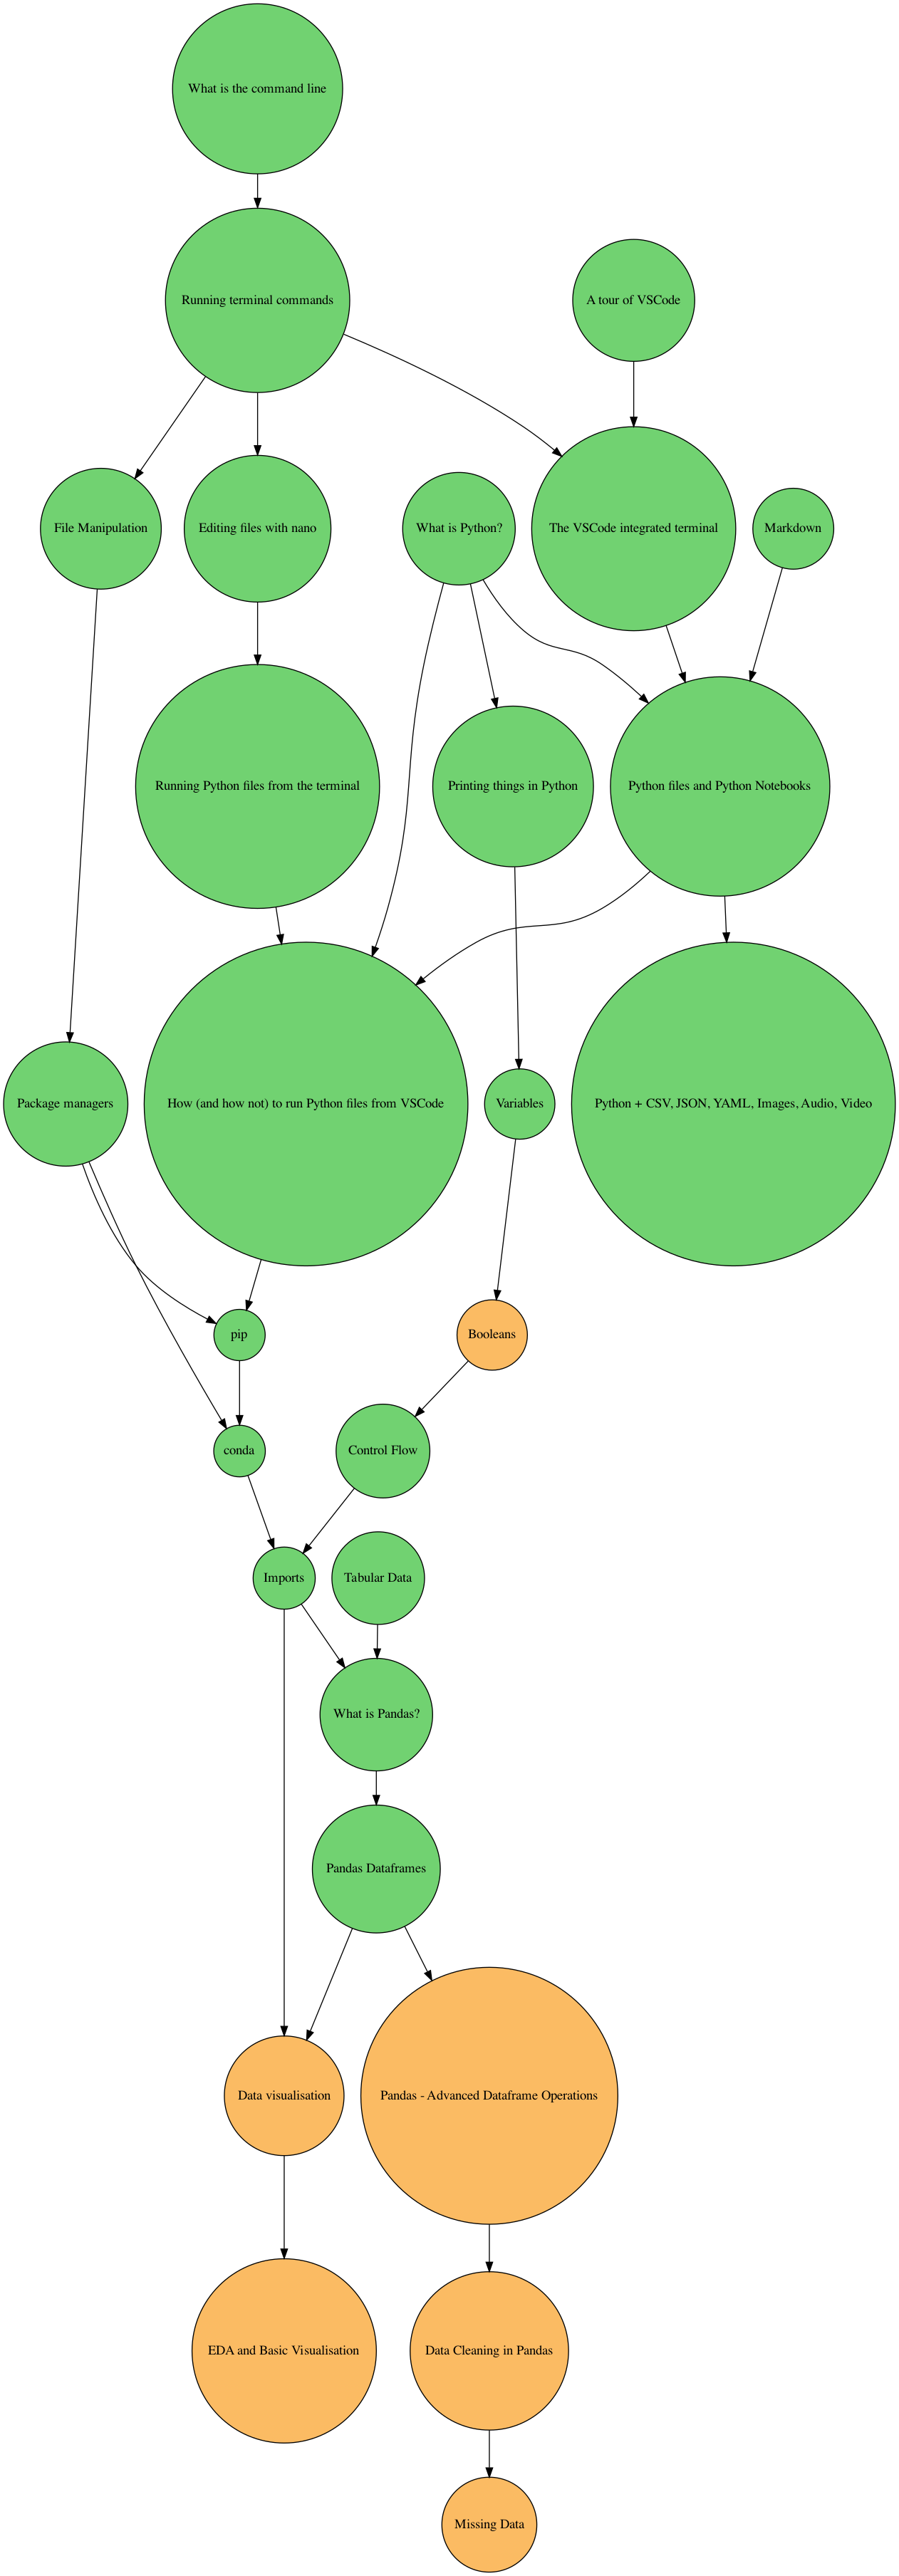 What is the command line
Running terminal commands
A tour of VSCode
File Manipulation
Editing files with nano
What is Python?
The VSCode integrated terminal
Markdown
Running Python files from the terminal
Printing things in Python
Python files and Python Notebooks
Package managers
How (and how not) to run Python files from VSCode
Variables
Python + CSV, JSON, YAML, Images, Audio, Video
pip
Booleans
conda
Control Flow
Imports
Tabular Data
What is Pandas?
Pandas Dataframes
Data visualisation
Pandas - Advanced Dataframe Operations
EDA and Basic Visualisation
Data Cleaning in Pandas
Missing Data